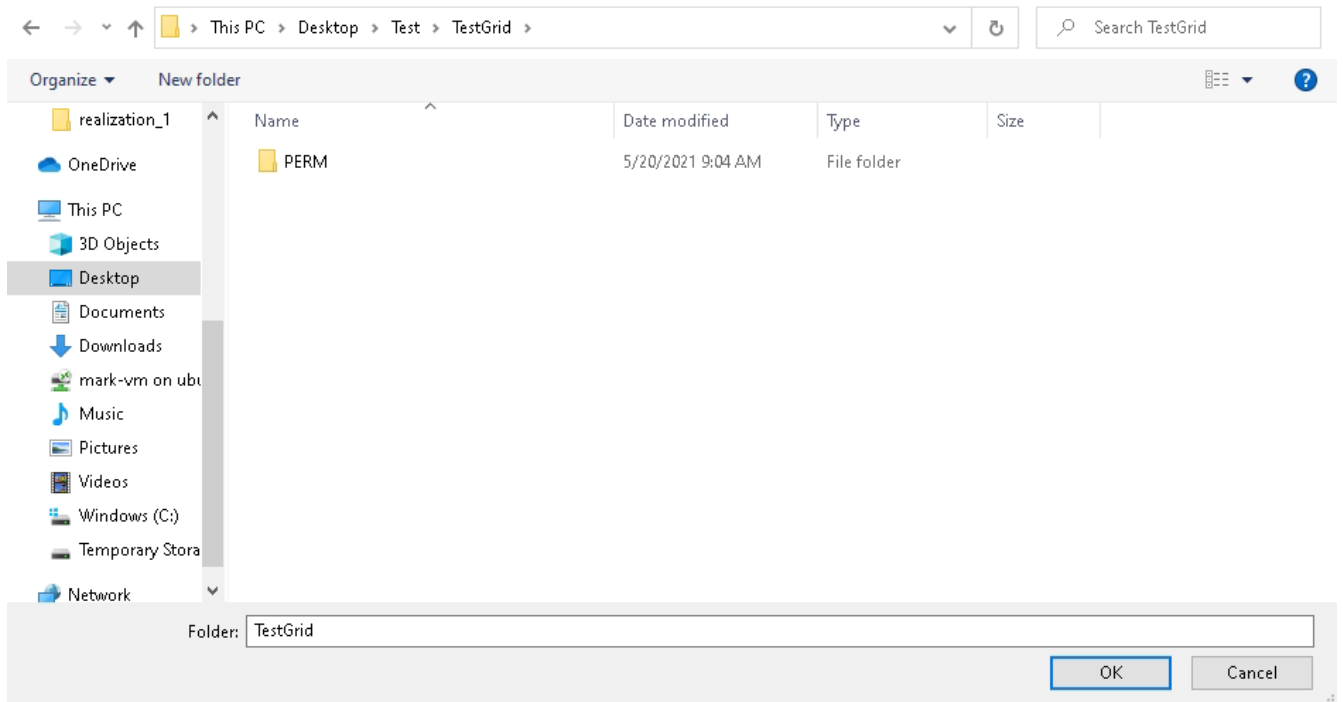 This PC > Desktop > Test > TestGrid >
Search TestGrid
Organize
New folder
?
realization_1
OneDrive
This PC
3D Objects
Desktop
Documents
Downloads
mark-vm on ubu
Music
Pictures
Videos
Windows (C:)
Temporary Stora
Network
Name Date modified Type Size
PERM 5/20/2021 9:04 AM File folder
Folder: TestGrid
OK Cancel